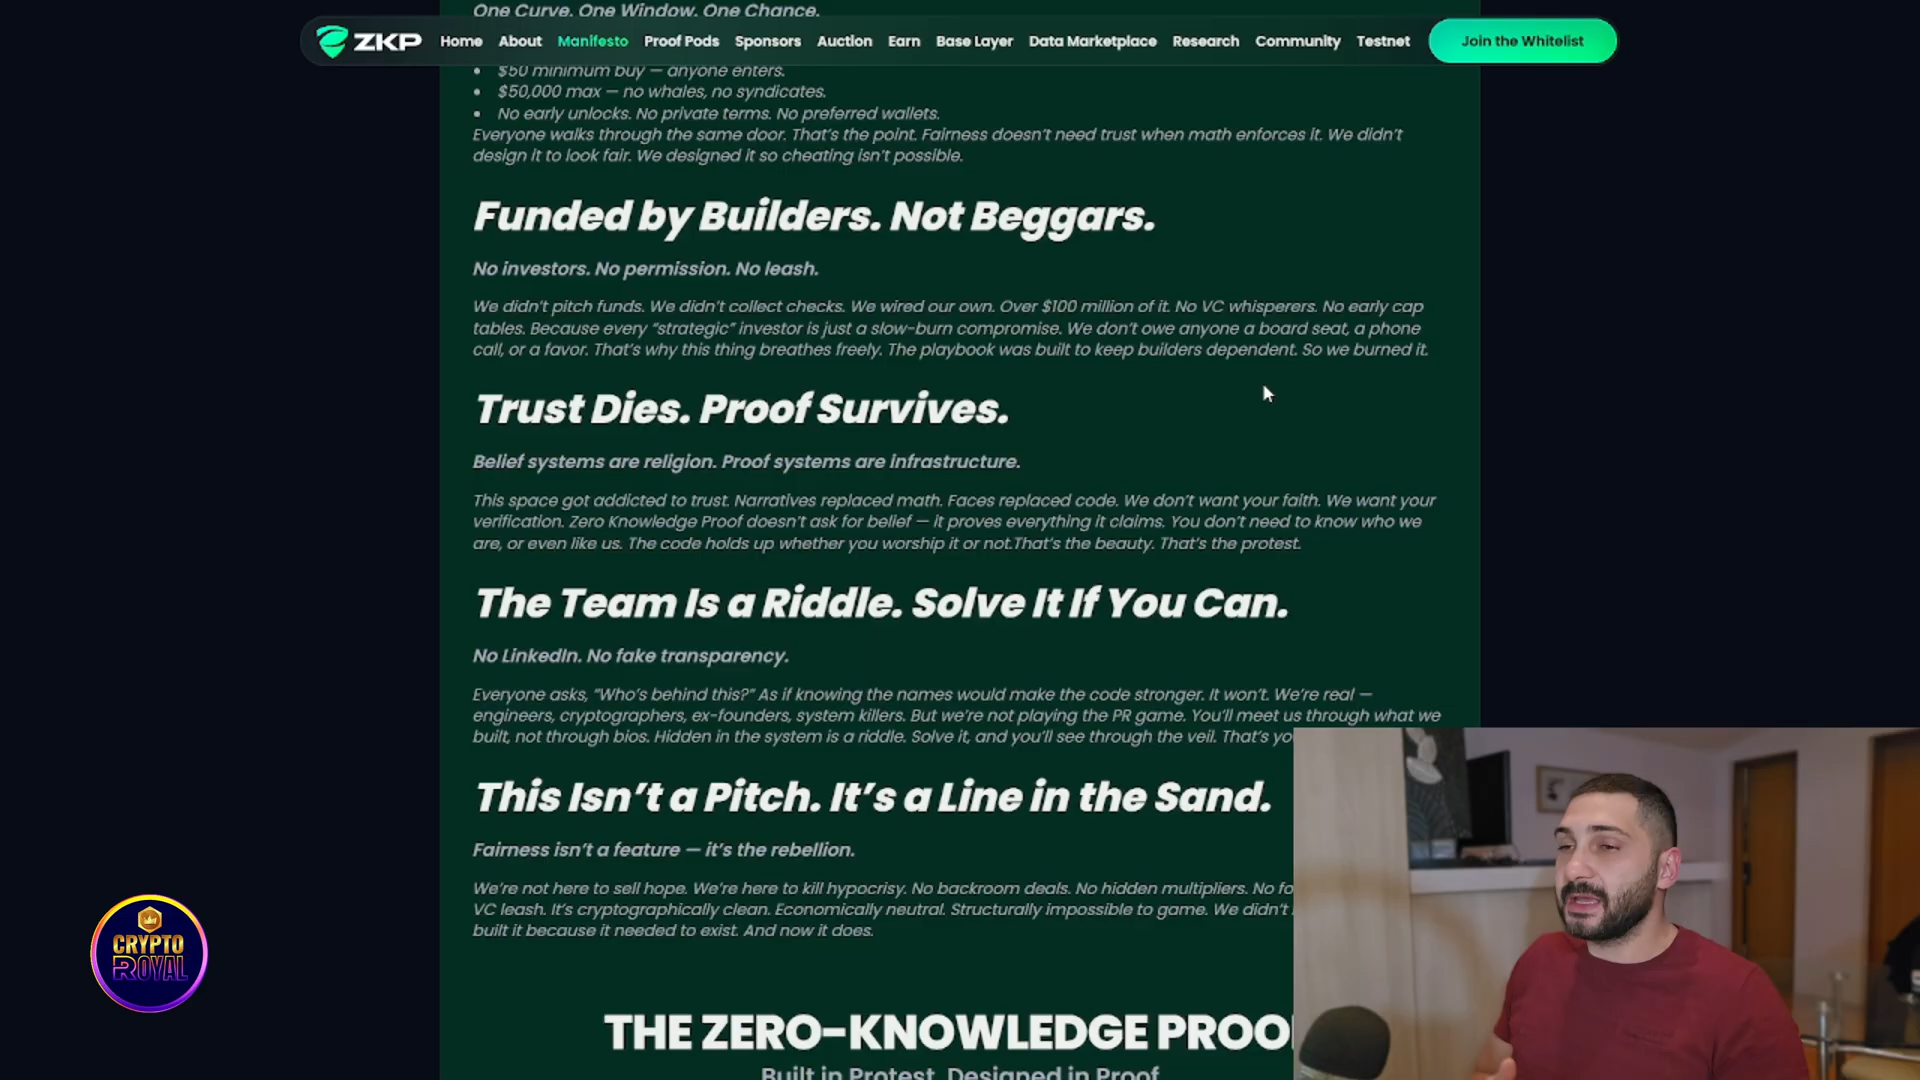 One Curve. One Window. One Chance.
ZKP Home About Manifesto Proof Pods Sponsors Auction Earn Base Layer Data Marketplace Research Community Testnet Join the Whitelist
• $50 minimum buy — anyone enters.
• $50,000 max — no whales, no syndicates.
• No early unlocks. No private terms. No preferred wallets.
Everyone walks through the same door. That's the point. Fairness doesn't need trust when math enforces it. We didn't
design it to look fair. We designed it so cheating isn't possible.
Funded by Builders. Not Beggars.
No investors. No permission. No leash.
We didn't pitch funds. We didn't collect checks. We wired our own. Over $100 million of it. No VC whisperers. No early cap
tables. Because every "strategic" investor is just a slow-burn compromise. We don't owe anyone a board seat, a phone
call, or a favor. That's why this thing breathes freely. The playbook was built to keep builders dependent. So we burned it.
Trust Dies. Proof Survives.
Belief systems are religion. Proof systems are infrastructure.
This space got addicted to trust. Narratives replaced math. Faces replaced code. We don't want your faith. We want your
verification. Zero Knowledge Proof doesn't ask for belief — it proves everything it claims. You don't need to know who we
are, or even like us. The code holds up whether you worship it or not.That's the beauty. That's the protest.
The Team Is a Riddle. Solve It If You Can.
No LinkedIn. No fake transparency.
Everyone asks, "Who's behind this?" As if knowing the names would make the code stronger. It won't. We're real —
engineers, cryptographers, ex-founders, system killers. But we're not playing the PR game. You'll meet us through what we
built, not through bios. Hidden in the system is a riddle. Solve it, and you'll see through the veil. That's yo
This Isn't a Pitch. It's a Line in the Sand.
Fairness isn't a feature — it's the rebellion.
We're not here to sell hope. We're here to kill hypocrisy. No backroom deals. No hidden multipliers. No fo
VC leash. It's cryptographically clean. Economically neutral. Structurally impossible to game. We didn't
built it because it needed to exist. And now it does.
CRYPTO
ROYAL
THE ZERO-KNOWLEDGE PROO
Built in Protest. Designed in Proof